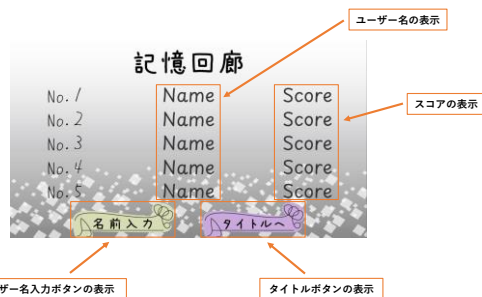 ユーザー名の表示
記憶回廊
No.1 Name Score
スコアの表示
No.2 Name Score
No.3 Name Score
No.4 Name Score
No.5 Name Score
名前入力 タイトルへ
ザー名入力ボタンの表示 タイトルボタンの表示